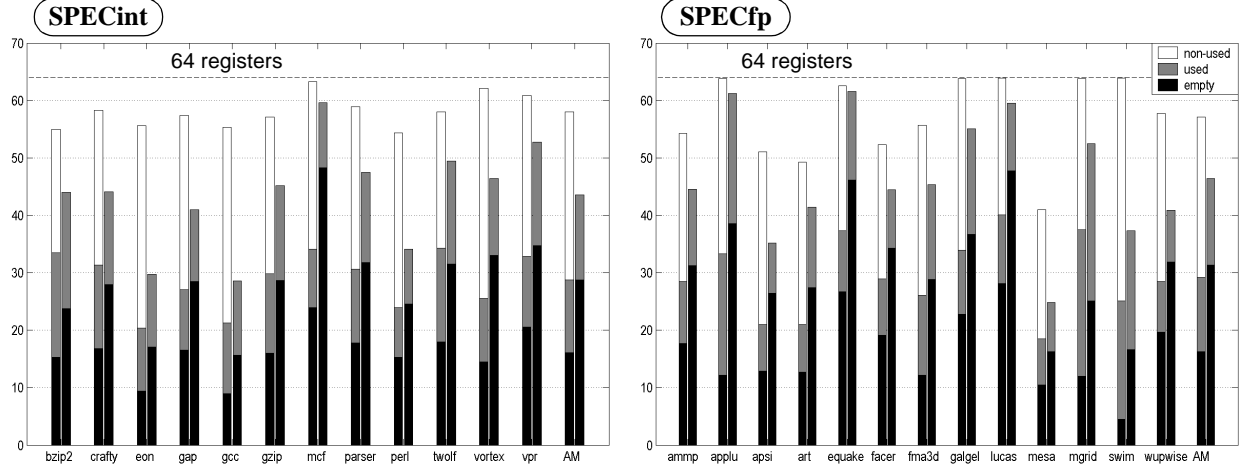 SPECint
SPECfp
70
60
50
40
30
20
10
0
64 registers
bzip2 crafty eon gap gcc gzip mcf parser perl twolf vortex vpr AM
70
60
50
40
30
20
10
0
64 registers
non-used
used
empty
ammp applu apsi art equake facer fma3d galgel lucas mesa mgrid swim wupwise AM